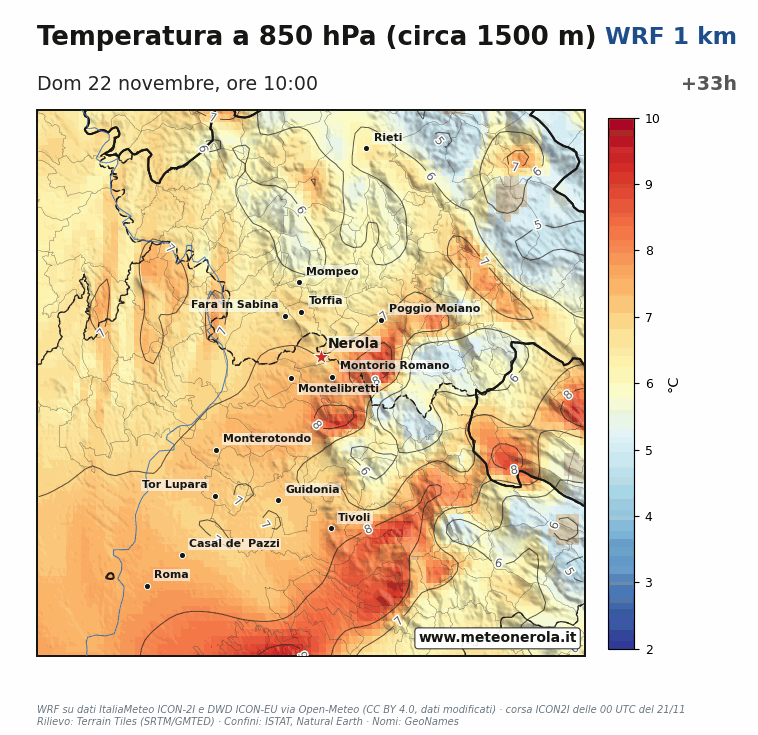 Temperatura a 850 hPa (circa 1500 m) WRF 1 km
Dom 22 novembre, ore 10:00 +33h
Rieti
Mompeo
Fara in Sabina
Toffia
Poggio Moiano
Nerola
Montorio Romano
Montelibretti
Monterotondo
Tor Lupara
Guidonia
Tivoli
Casal de' Pazzi
Roma
www.meteonerola.it
10
9
8
7
6
5
4
3
2
°C
WRF su dati ItaliaMeteo ICON-2I e DWD ICON-EU via Open-Meteo (CC BY 4.0, dati modificati) · corsa ICON2I delle 00 UTC del 21/11
Rilievo: Terrain Tiles (SRTM/GMTED) · Confini: ISTAT, Natural Earth · Nomi: GeoNames